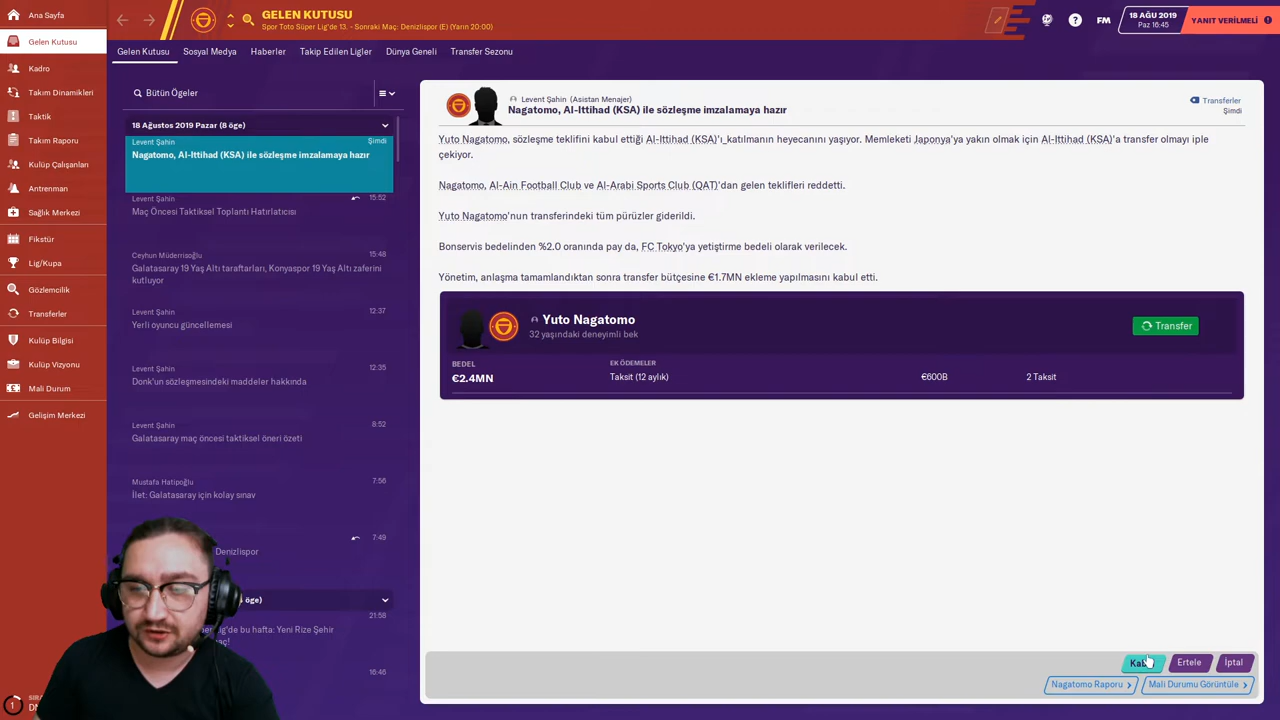 Ana Sayfa
Gelen Kutusu
Kadro
Takım Dinamikleri
Taktik
Takım Raporu
Kulüp Çalışanları
Antrenman
Sağlık Merkezi
Fikstür
Lig/Kupa
Gözlemcilik
Transferler
Kulüp Bilgisi
Kulüp Vizyonu
Mali Durum
Gelişim Merkezi
GELEN KUTUSU
Spor Toto Süper Lig'de 13. - Sonraki Maç: Denizlispor (E) (Yarın 20:00)
FM
18 AĞU 2019
Paz 16:45
YANIT VERİLMELİ
Gelen Kutusu
Sosyal Medya
Haberler
Takip Edilen Ligler
Dünya Geneli
Transfer Sezonu
Bütün Ögeler
18 Ağustos 2019 Pazar (8 öge)
Levent Şahin Şimdi
Nagatomo, Al-Ittihad (KSA) ile sözleşme imzalamaya hazır
Levent Şahin 15:52
Maç Öncesi Taktiksel Toplantı Hatırlatıcısı
Ceyhun Müderrisoğlu 15:48
Galatasaray 19 Yaş Altı taraftarları, Konyaspor 19 Yaş Altı zaferini
kutluyor
Levent Şahin 12:37
Yerli oyuncu güncellemesi
Levent Şahin 12:35
Donk'un sözleşmesindeki maddeler hakkında
Levent Şahin 8:52
Galatasaray maç öncesi taktiksel öneri özeti
Mustafa Hatipoğlu 7:56
İlet: Galatasaray için kolay sınav
7:49
Denizlispor
öge)
21:58
Lig'de bu hafta: Yeni Rize Şehir
16:46
Levent Şahin (Asistan Menajer)
Nagatomo, Al-Ittihad (KSA) ile sözleşme imzalamaya hazır
Transferler
Şimdi
Yuto Nagatomo, sözleşme teklifini kabul ettiği Al-Ittihad (KSA)'ı katılmanın heyecanını yaşıyor. Memleketi Japonya'ya yakın olmak için Al-Ittihad (KSA)'a transfer olmayı iple
çekiyor.
Nagatomo, Al-Ain Football Club ve Al-Arabi Sports Club (QAT)'dan gelen teklifleri reddetti.
Yuto Nagatomo'nun transferindeki tüm pürüzler giderildi.
Bonservis bedelinden %2.0 oranında pay da, FC Tokyo'ya yetiştirme bedeli olarak verilecek.
Yönetim, anlaşma tamamlandıktan sonra transfer bütçesine €1.7MN ekleme yapılmasını kabul etti.
Yuto Nagatomo
32 yaşındaki deneyimli bek
Transfer
BEDEL
€2.4MN
EK ÖDEMELER
Taksit (12 aylık) €600B 2 Taksit
Ertele
İptal
Nagatomo Raporu
Mali Durumu Görüntüle
1